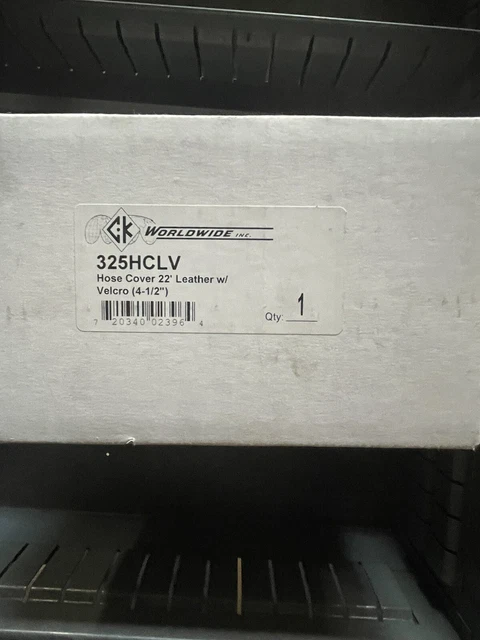 CK WORLDWIDE INC.
325HCLV
Hose Cover 22' Leather w/
Velcro (4-1/2")
7 20340 02396 4
Qty: 1